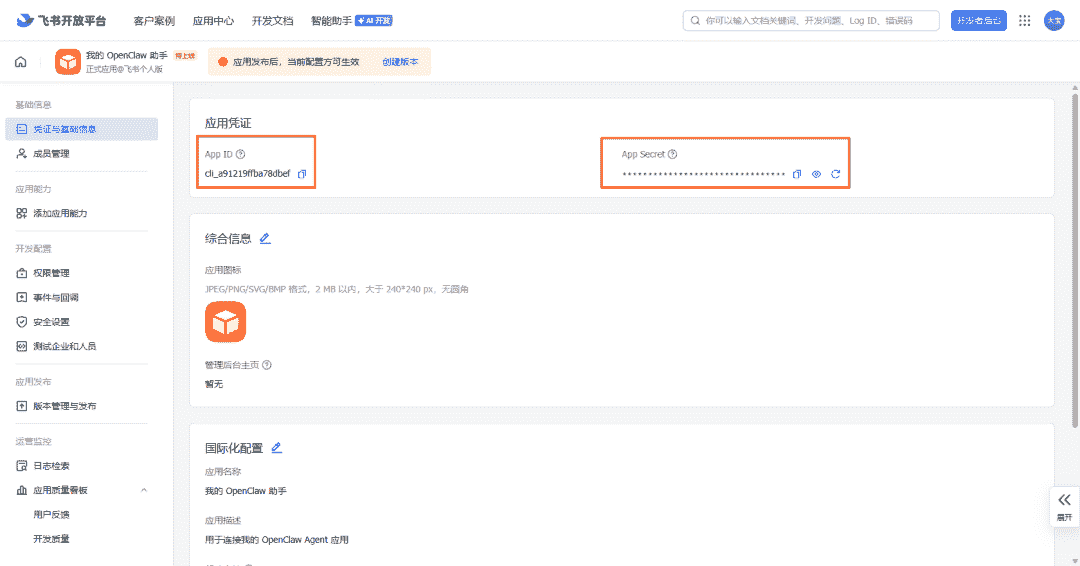 飞书开放平台 客户案例 应用中心 开发文档 智能助手 AI 开发 你可以输入文档关键词、开发问题、Log ID、错误码 开发者后台 大宝
我的 OpenClaw 助手 待上线
正式应用@飞书个人版
应用发布后，当前配置方可生效 创建版本
基础信息
凭证与基础信息
成员管理
应用能力
添加应用能力
开发配置
权限管理
事件与回调
安全设置
测试企业和人员
应用发布
版本管理与发布
运营监控
日志检索
应用质量看板
用户反馈
开发质量
应用凭证
App ID
cli_a91219ffba78dbef
App Secret
********************************
综合信息
应用图标
JPEG/PNG/SVG/BMP 格式，2 MB 以内，大于 240*240 px，无圆角
管理后台主页
暂无
国际化配置
应用名称
我的 OpenClaw 助手
应用描述
用于连接我的 OpenClaw Agent 应用
展开